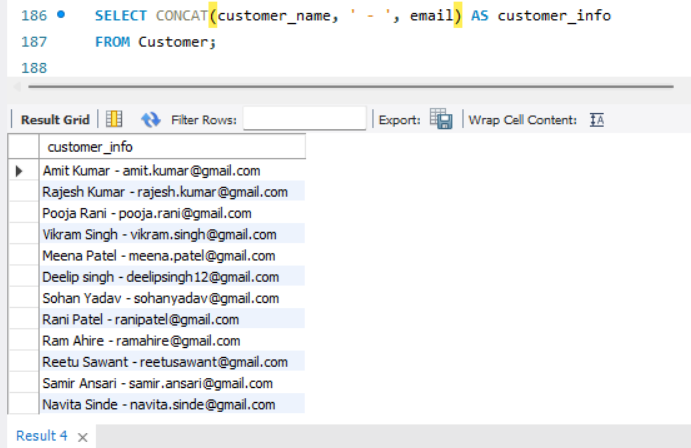 186 SELECT CONCAT(customer_name, ' - ', email) AS customer_info
187 FROM Customer;
188
Result Grid Filter Rows: Export: Wrap Cell Content: IA
customer_info
Amit Kumar - amit.kumar@gmail.com
Rajesh Kumar - rajesh.kumar@gmail.com
Pooja Rani - pooja.rani@gmail.com
Vikram Singh - vikram.singh@gmail.com
Meena Patel - meena.patel@gmail.com
Deelip singh - deelipsingh12@gmail.com
Sohan Yadav - sohanyadav@gmail.com
Rani Patel - ranipatel@gmail.com
Ram Ahire - ramahire@gmail.com
Reetu Sawant - reetusawant@gmail.com
Samir Ansari - samir.ansari@gmail.com
Navita Sinde - navita.sinde@gmail.com
Result 4 ×